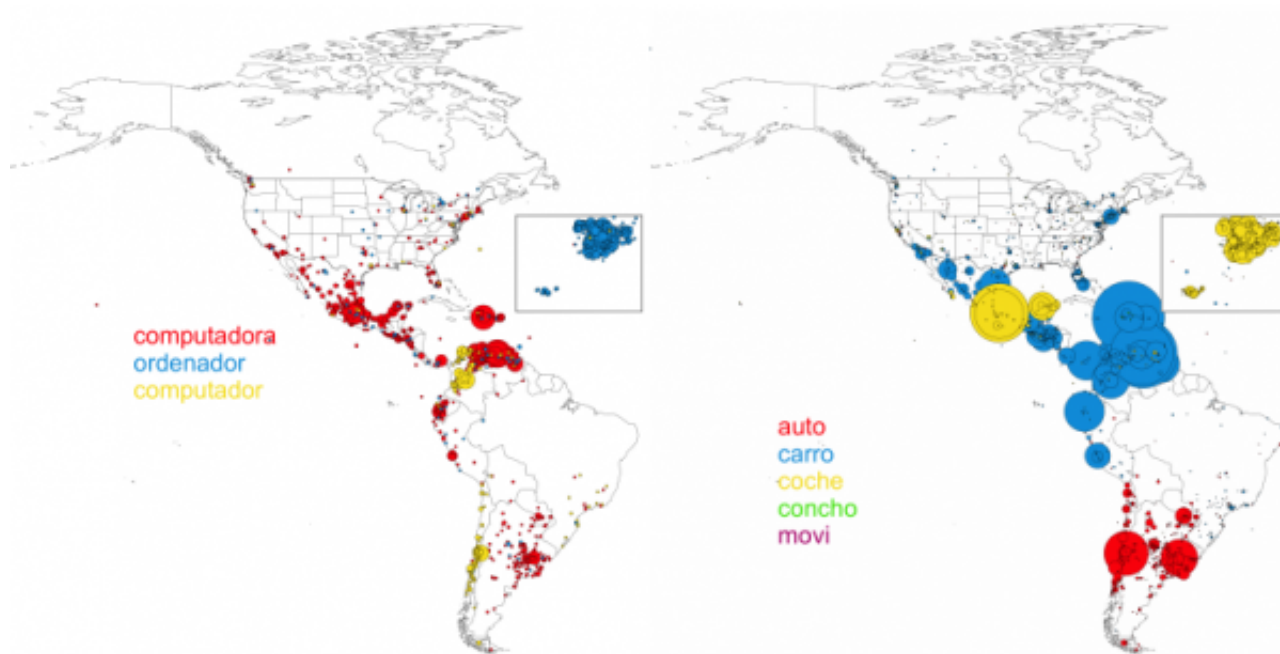 computadora
ordenador
computador
auto
carro
coche
concho
movi